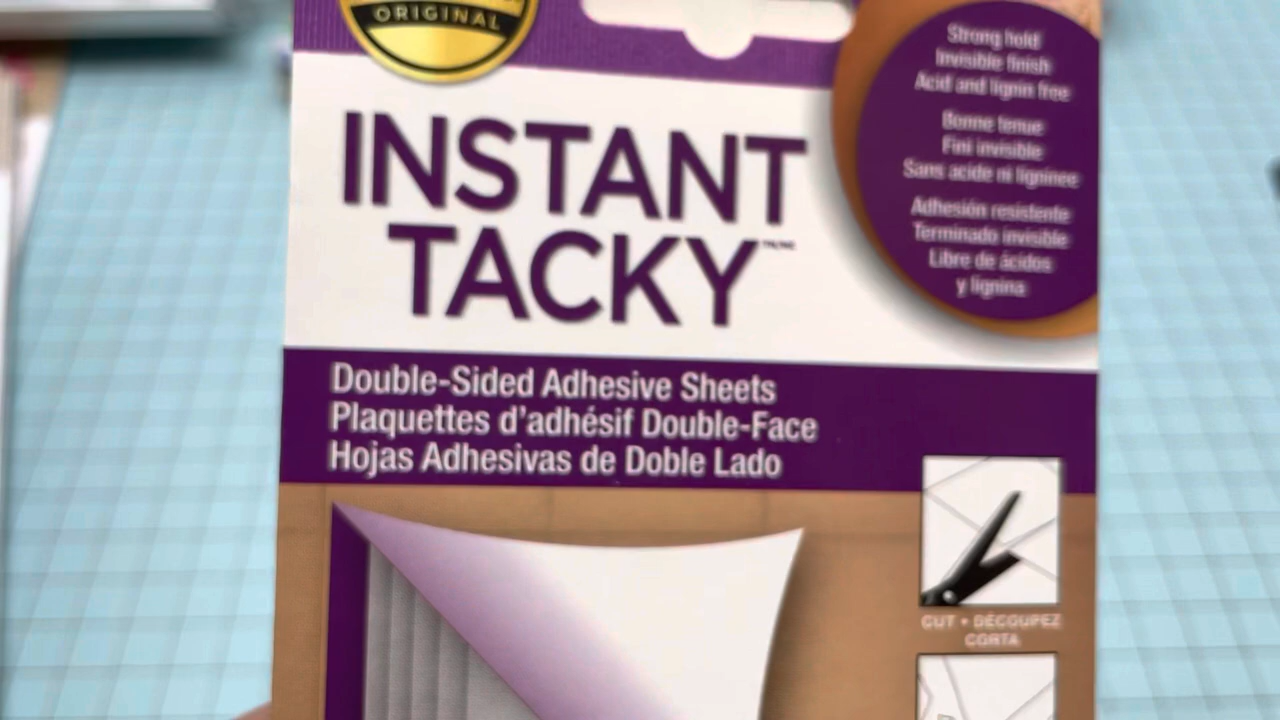 ORIGINAL
INSTANT
TACKY™
Strong hold
Invisible finish
Acid and lignin free
Bonne tenue
Fini invisible
Sans acide ni ligninee
Adhesión resistente
Terminado invisible
Libre de ácidos
y lignina
Double-Sided Adhesive Sheets
Plaquettes d'adhésif Double-Face
Hojas Adhesivas de Doble Lado
CUT • DÉCOUPEZ
CORTA